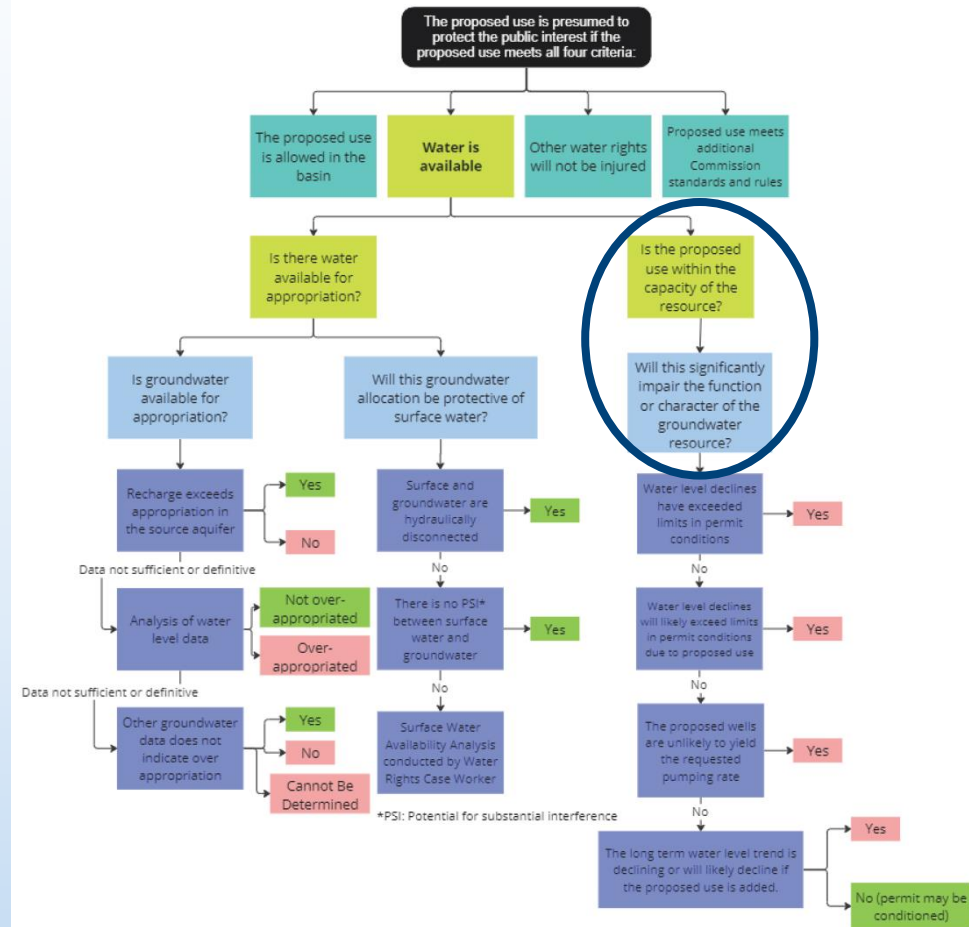 The proposed use is presumed to
protect the public interest if the
proposed use meets all four criteria:
The proposed use
is allowed in the
basin
Water is
available
Other water rights
will not be injured
Proposed use meets
additional
Commission
standards and rules
Is there water
available for
appropriation?
Is the proposed
use within the
capacity of the
resource?
Is groundwater
available for
appropriation?
Will this groundwater
allocation be protective of
surface water?
Will this significantly
impair the function
or character of the
groundwater
resource?
Recharge exceeds
appropriation in
the source aquifer
Yes
No
Surface and
groundwater are
hydraulically
disconnected
Yes
Water level declines
have exceeded
limits in permit
conditions
Yes
Data not sufficient or definitive
No
No
Analysis of water
level data
Not over-
appropriated
Over-
appropriated
There is no PSI*
between surface
water and
groundwater
Yes
Water level declines
will likely exceed limits
in permit conditions
due to proposed use
Yes
Data not sufficient or definitive
No
No
Other groundwater
data does not
indicate over
appropriation
Yes
No
Cannot Be
Determined
Surface Water
Availability Analysis
conducted by Water
Rights Case Worker
The proposed wells
are unlikely to yield
the requested
pumping rate
Yes
*PSI: Potential for substantial interference
No
The long term water level trend is
declining or will likely decline if
the proposed use is added.
Yes
No (permit may be
conditioned)